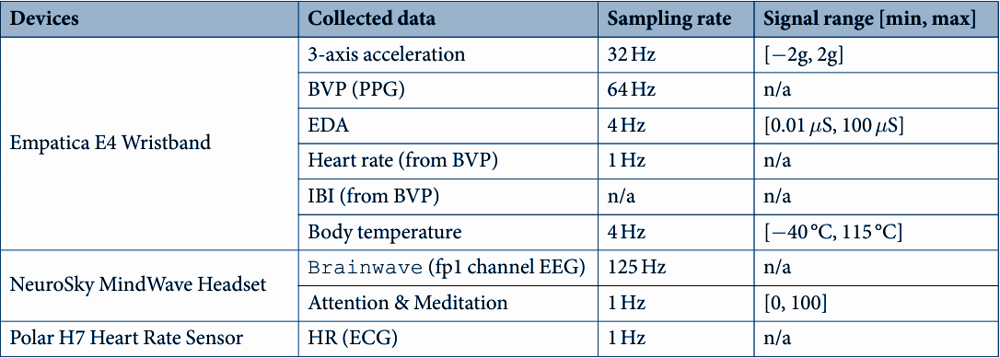 Devices Collected data Sampling rate Signal range [min, max]
Empatica E4 Wristband
3-axis acceleration 32 Hz [−2g, 2g]
BVP (PPG) 64 Hz n/a
EDA 4 Hz [0.01 μS, 100 μS]
Heart rate (from BVP) 1 Hz n/a
IBI (from BVP) n/a n/a
Body temperature 4 Hz [−40 °C, 115 °C]
NeuroSky MindWave Headset
Brainwave (fp1 channel EEG) 125 Hz n/a
Attention & Meditation 1 Hz [0, 100]
Polar H7 Heart Rate Sensor HR (ECG) 1 Hz n/a